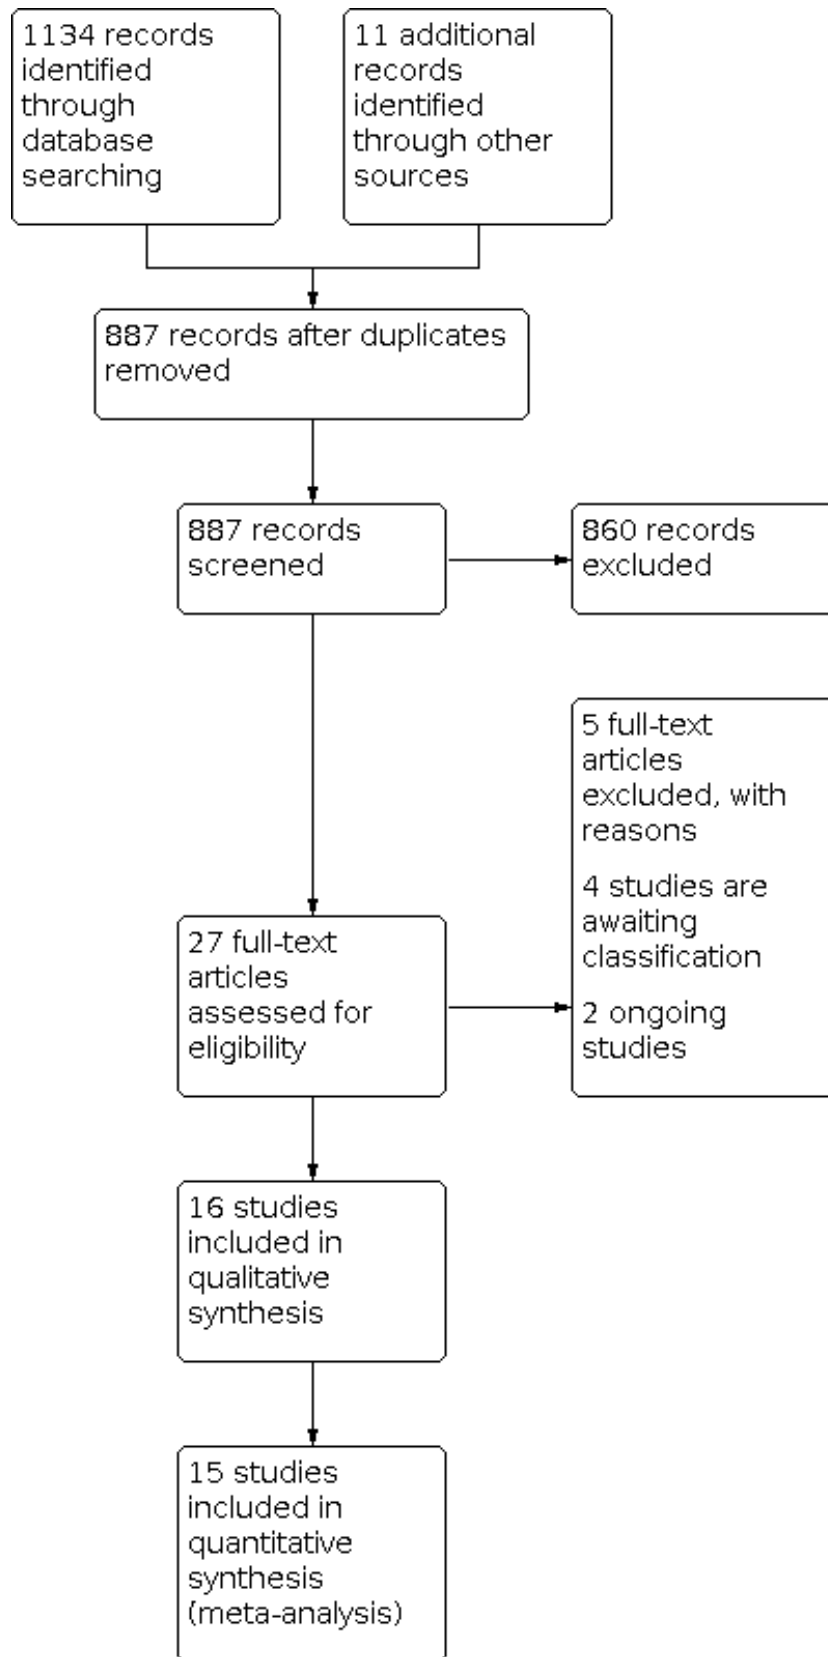 1134 records
identified
through
database
searching
11 additional
records
identified
through other
sources
887 records after duplicates
removed
887 records
screened
860 records
excluded
5 full-text
articles
excluded, with
reasons
4 studies are
awaiting
classification
2 ongoing
studies
27 full-text
articles
assessed for
eligibility
16 studies
included in
qualitative
synthesis
15 studies
included in
quantitative
synthesis
(meta-analysis)